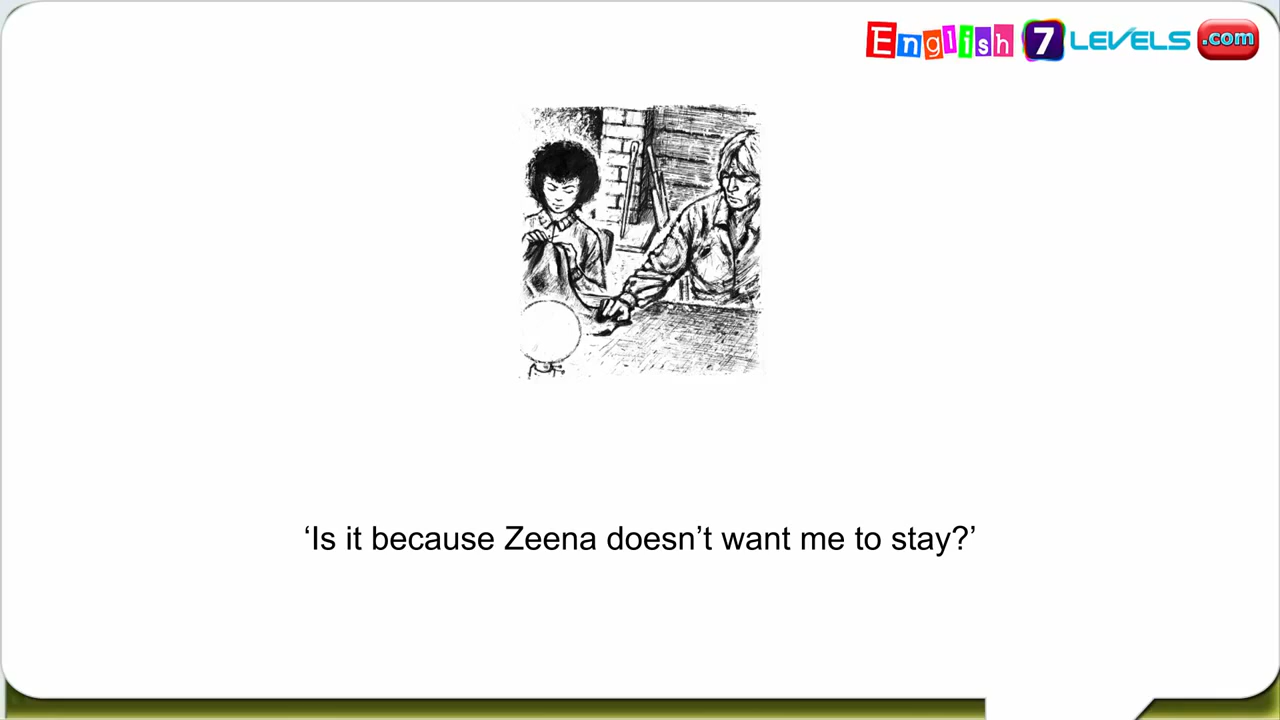 English 7 LEVELS .com
‘Is it because Zeena doesn’t want me to stay?’